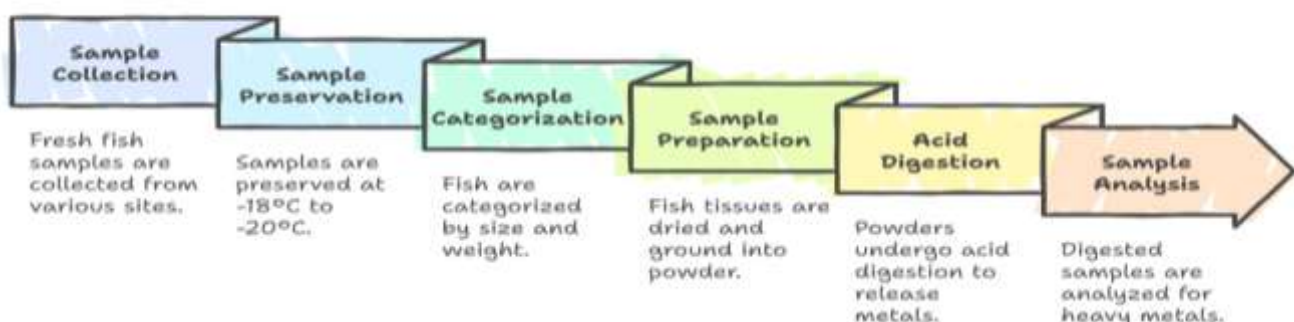 Sample
Collection
Fresh fish
samples are
collected from
various sites.
Sample
Preservation
Samples are
preserved at
-18°C to
-20°C.
Sample
Categorization
Fish are
categorized
by size and
weight.
Sample
Preparation
Fish tissues are
dried and
ground into
powder.
Acid
Digestion
Powders
undergo acid
digestion to
release
metals.
Sample
Analysis
Digested
samples are
analyzed for
heavy metals.